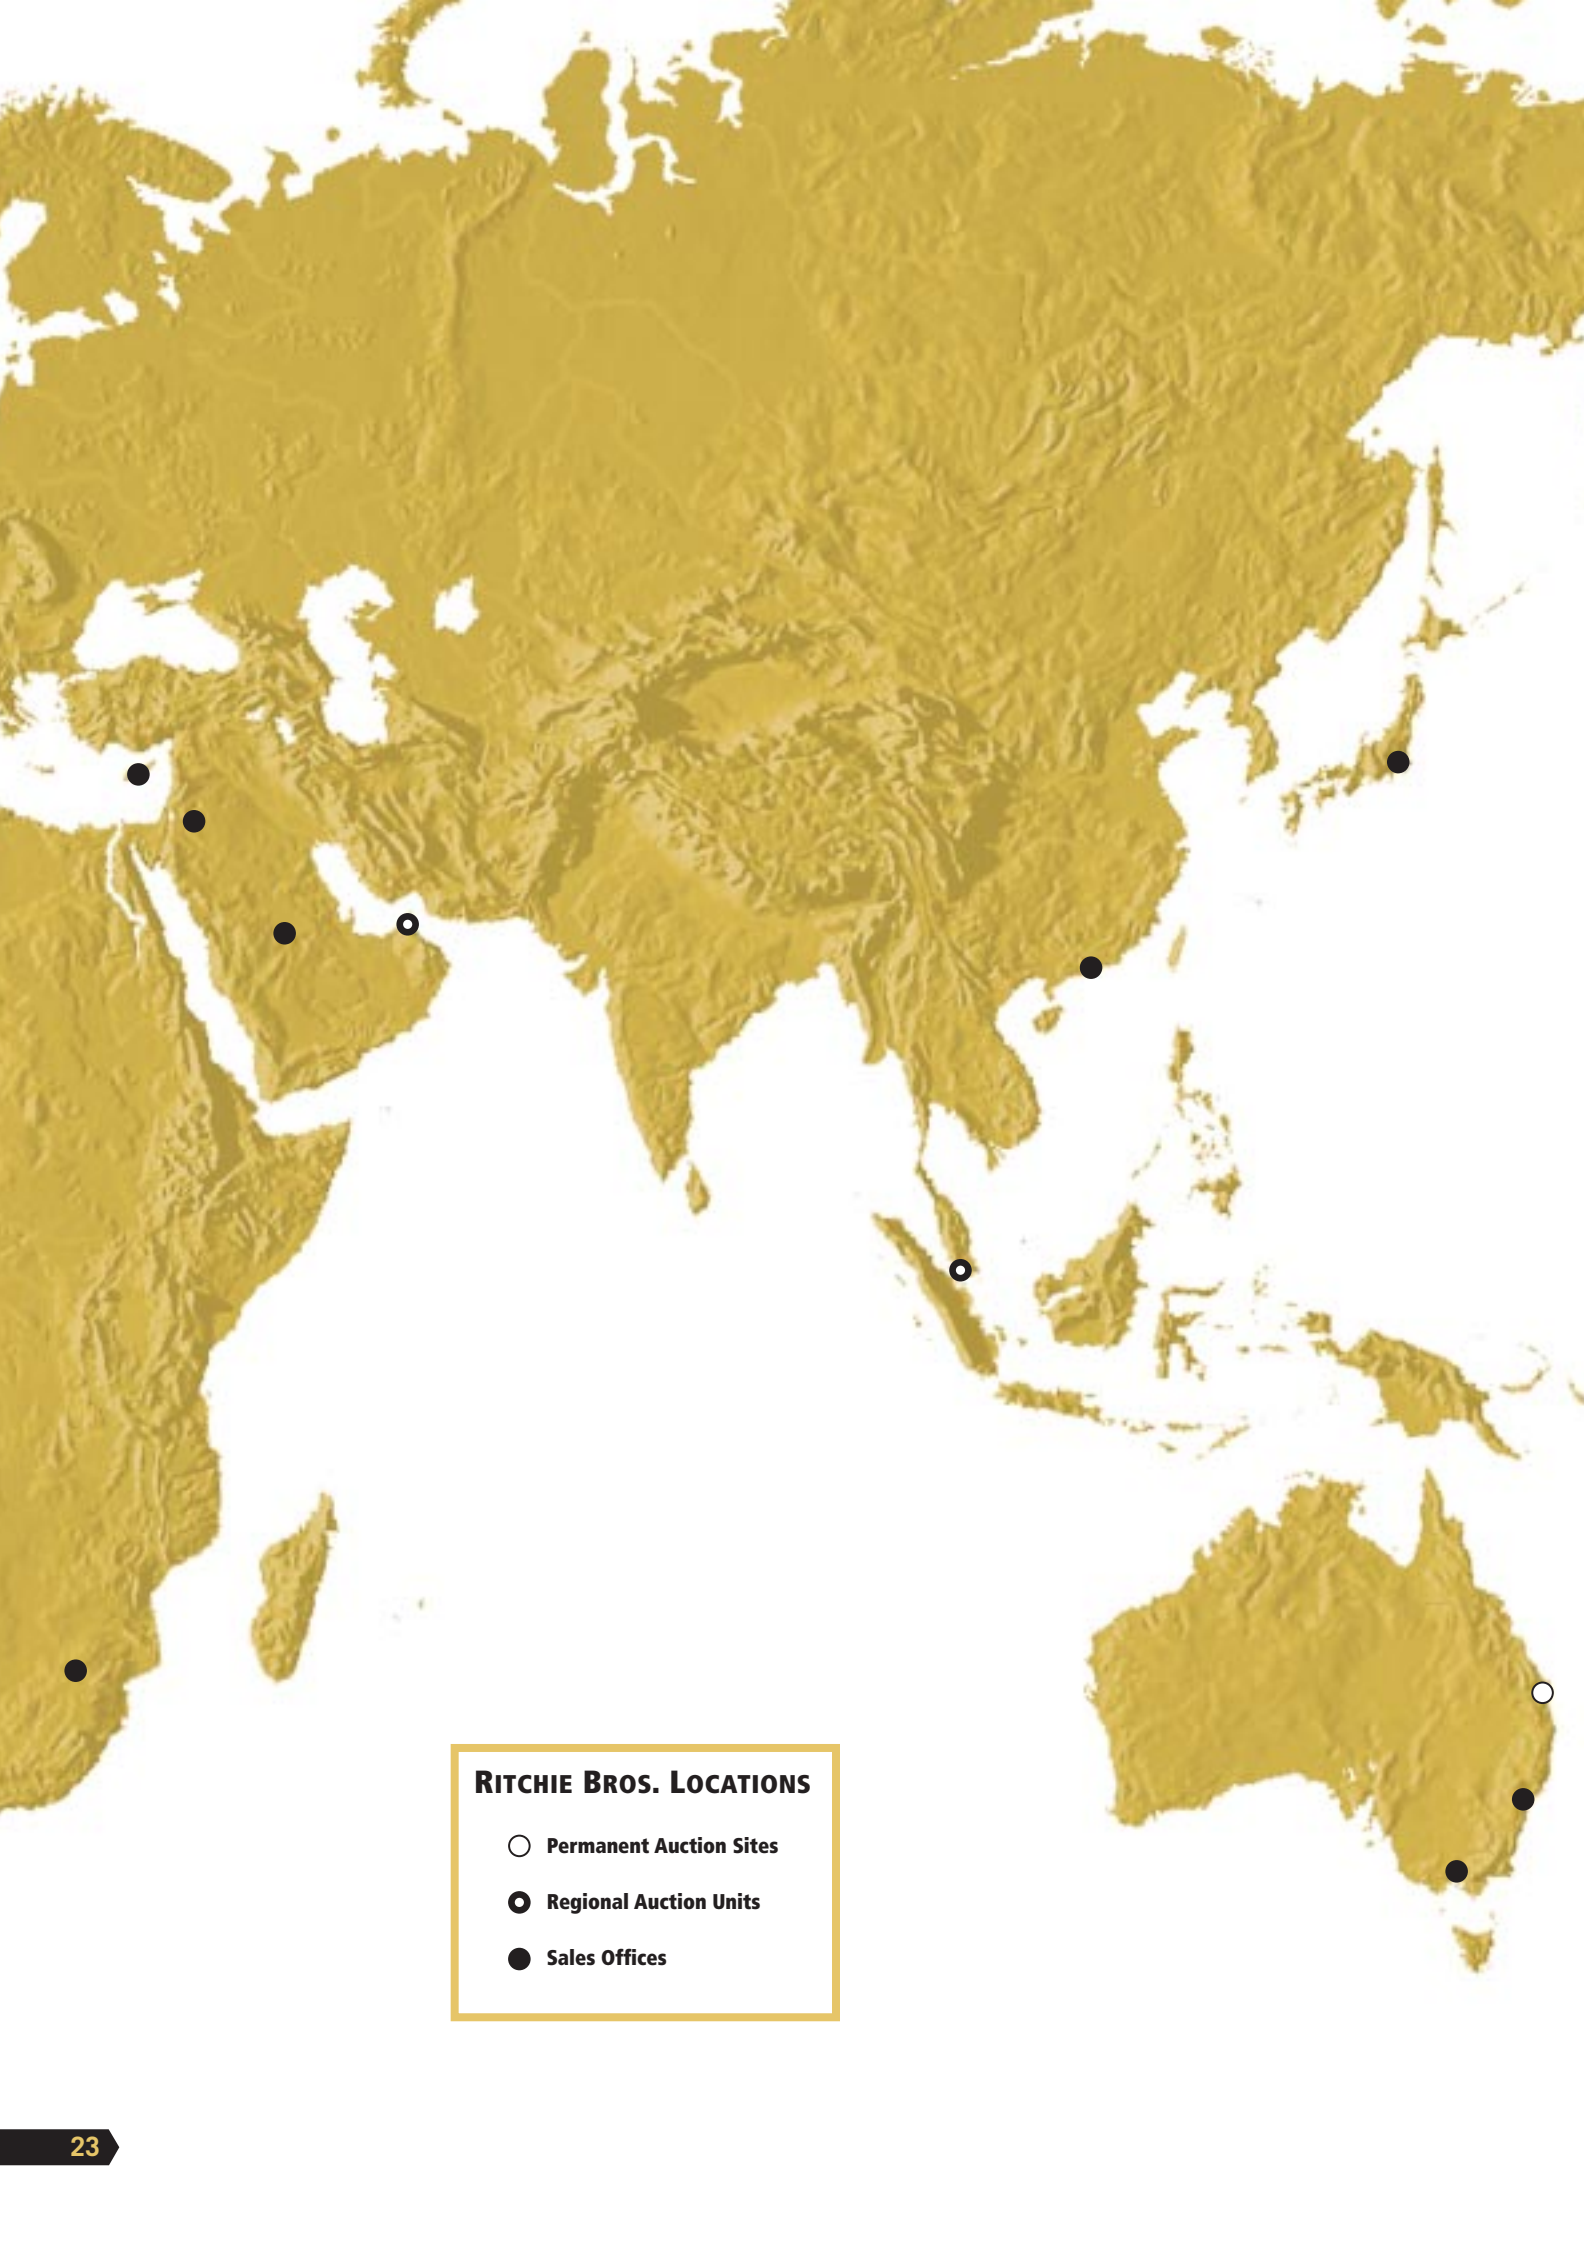 RITCHIE BROS. LOCATIONS
Permanent Auction Sites
Regional Auction Units
Sales Offices
23